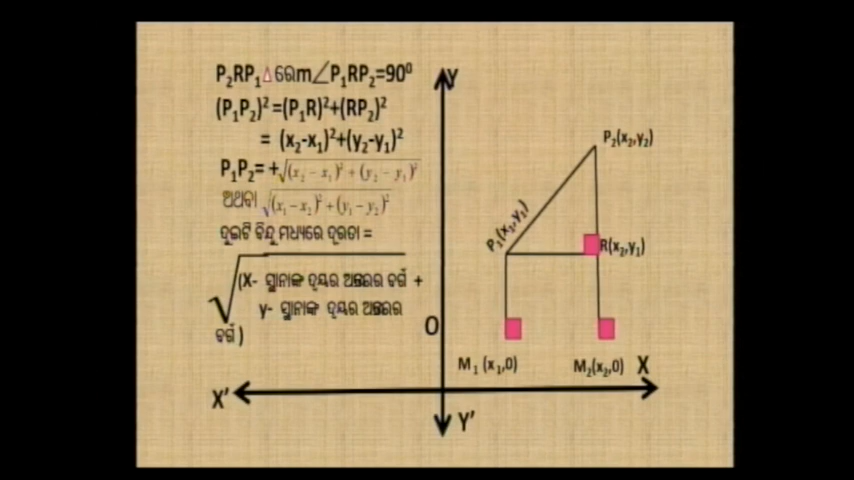 P₂RP₁ Δ ରେ m∠P₁RP₂=90⁰
(P₁P₂)² =(P₁R)²+(RP₂)²
= (x₂-x₁)²+(y₂-y₁)²
P₁P₂= +√(x₂ − x₁)² + (y₂ − y₁)²
ଅଥବା √(x₁ − x₂)² + (y₁ − y₂)²
ଦୁଇଟି ବିନ୍ଦୁ ମଧ୍ୟରେ ଦୂରତା =
√(X- ସ୍ଥାନାଙ୍କ ଦ୍ୱୟର ଅନ୍ତରର ବର୍ଗ +
y- ସ୍ଥାନାଙ୍କ ଦ୍ୱୟର ଅନ୍ତରର
ବର୍ଗ )
Y
P₂(x₂,y₂)
P₁(x₁,y₁)
R(x₂,y₁)
O
M₁ (x₁,0)
M₂(x₂,0)
X
X’
Y’